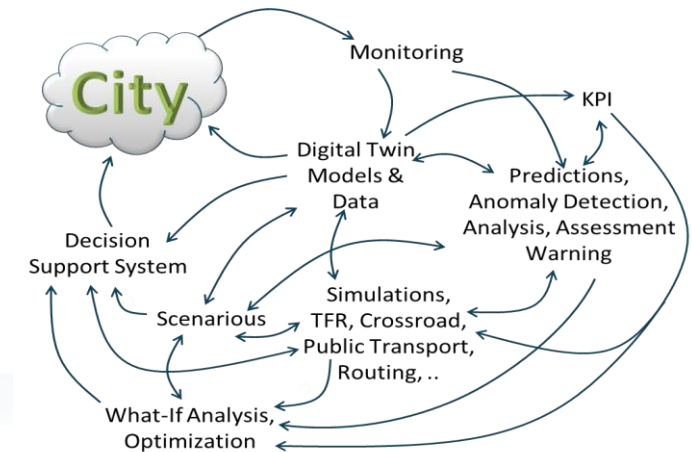 City
Monitoring
KPI
Digital Twin,
Models &
Data
Predictions,
Anomaly Detection,
Analysis, Assessment
Warning
Decision
Support System
Scenarious
Simulations,
TFR, Crossroad,
Public Transport,
Routing, ..
What-If Analysis,
Optimization